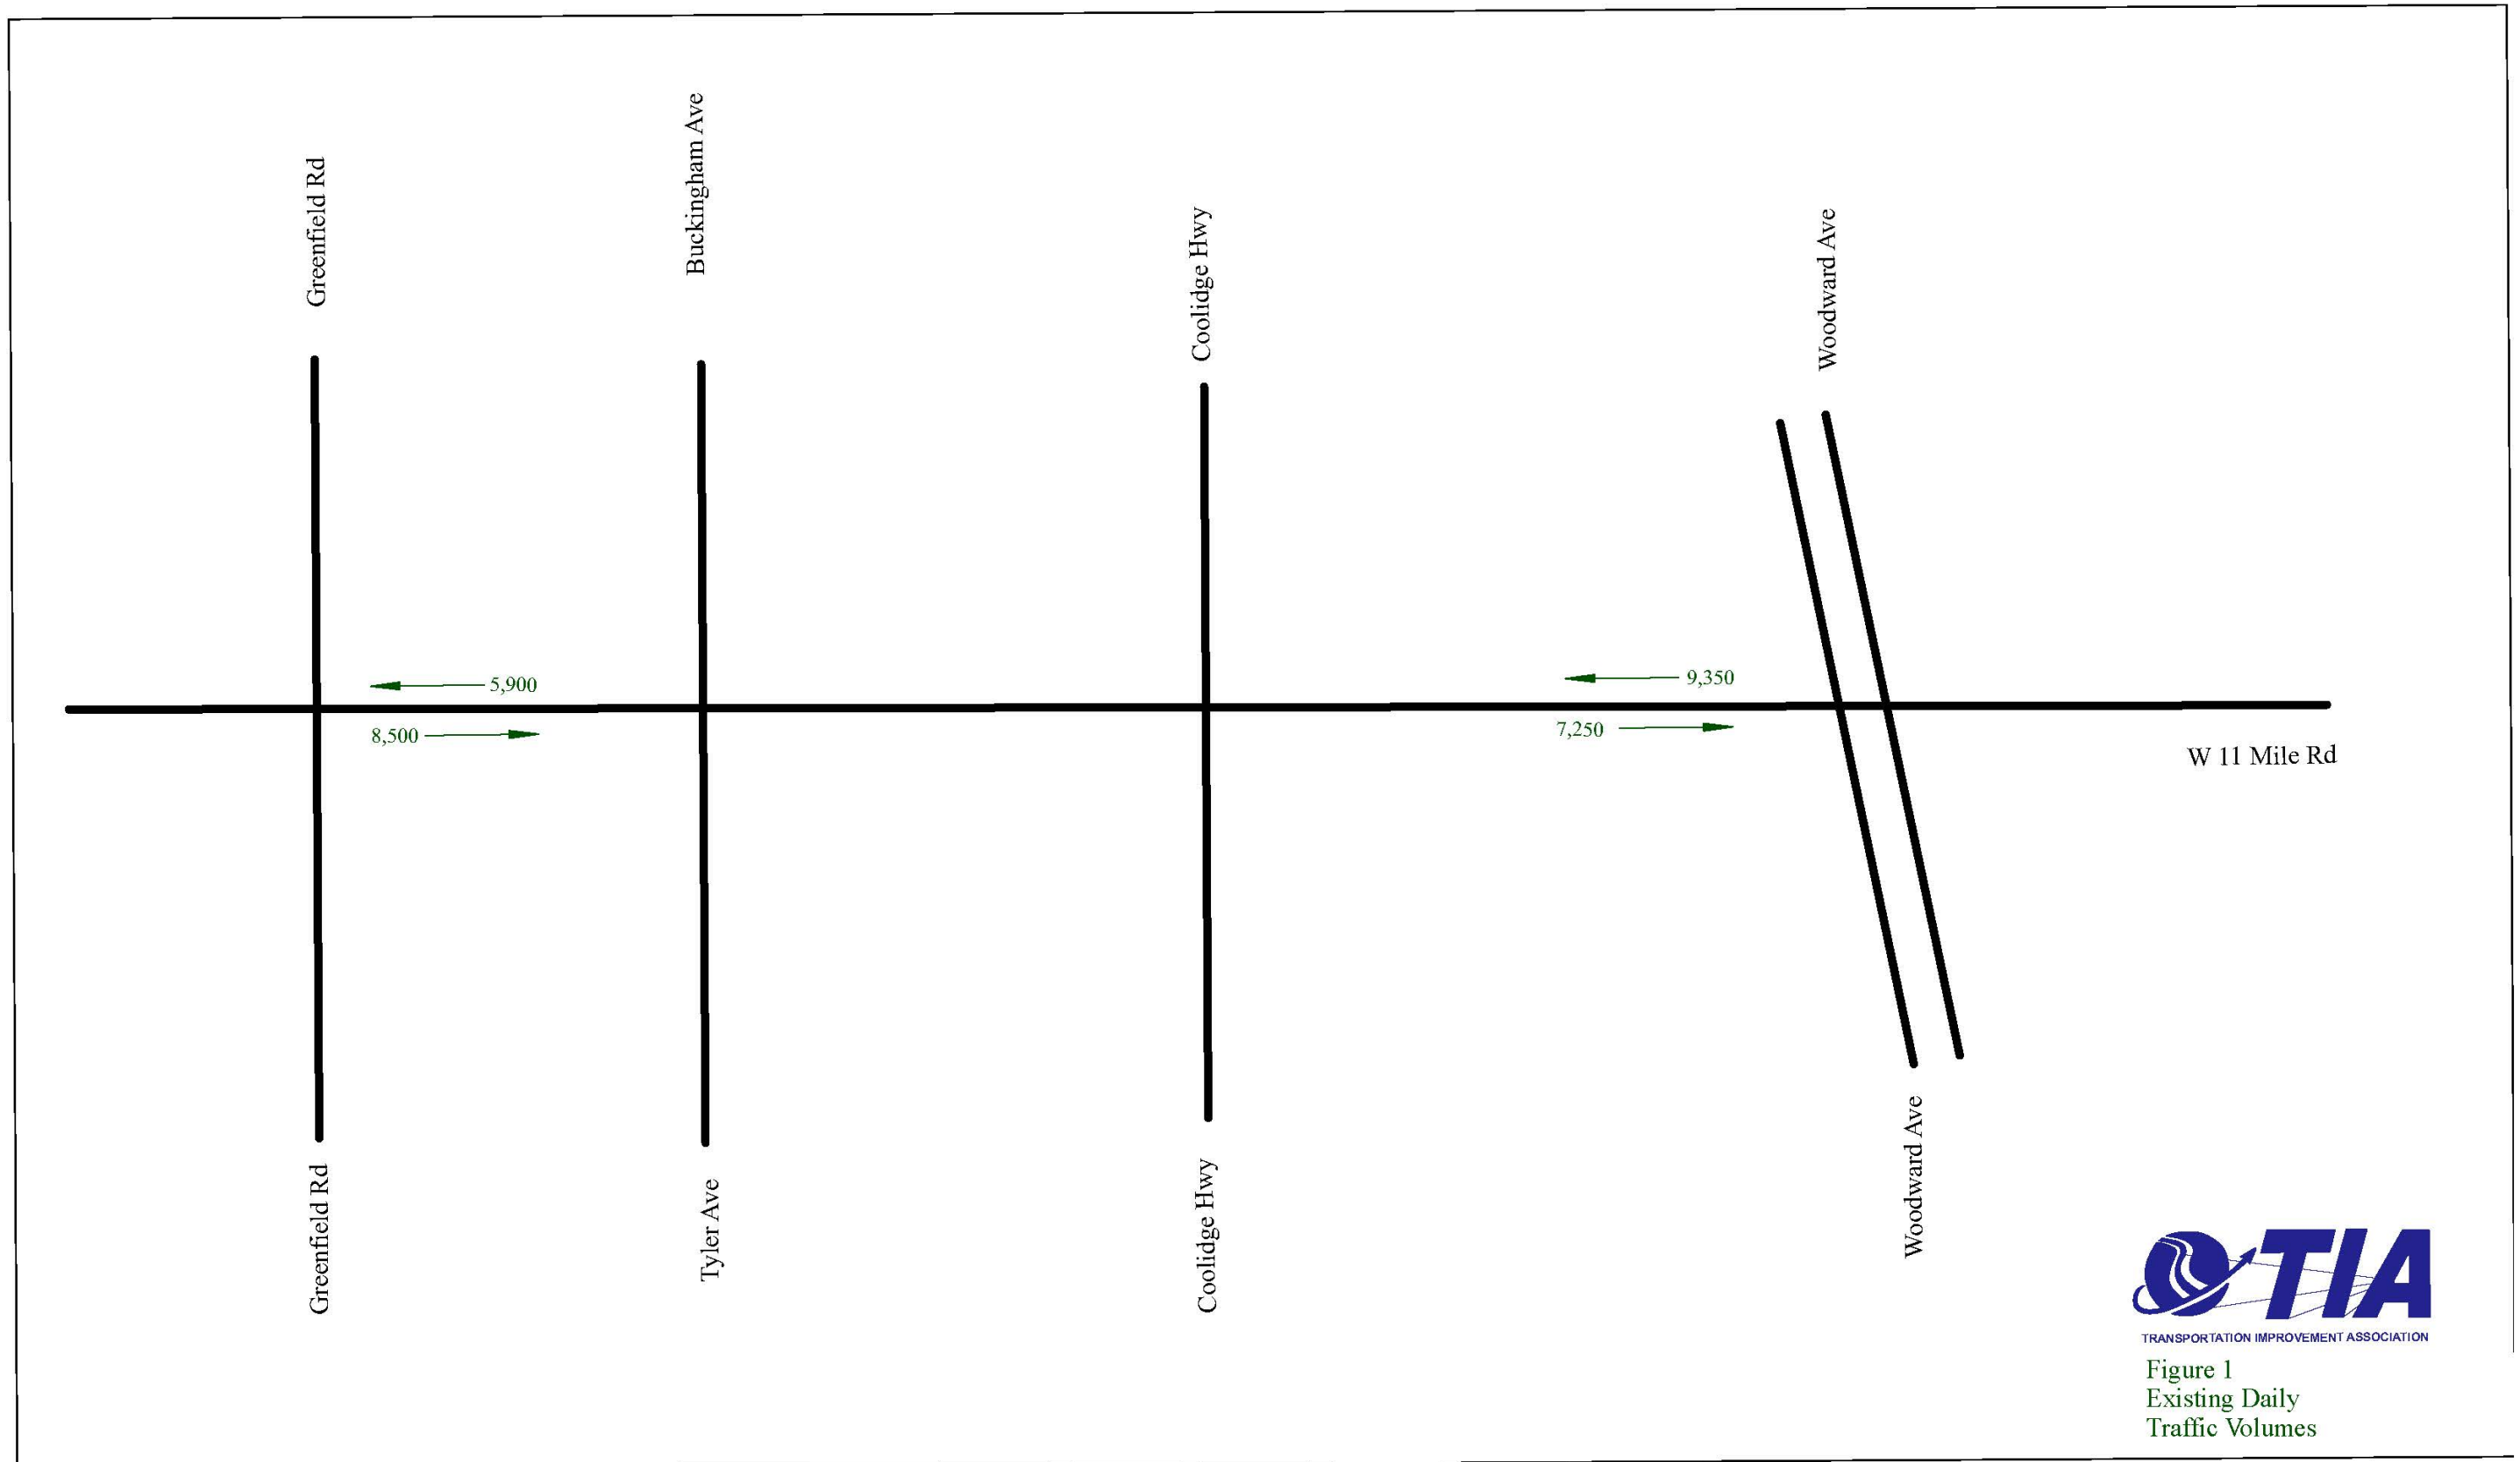 Greenfield Rd
Buckingham Ave
Coolidge Hwy
Woodward Ave
5,900
9,350
8,500
7,250
W 11 Mile Rd
Greenfield Rd
Tyler Ave
Coolidge Hwy
Woodward Ave
TIA
TRANSPORTATION IMPROVEMENT ASSOCIATION
Figure 1
Existing Daily
Traffic Volumes